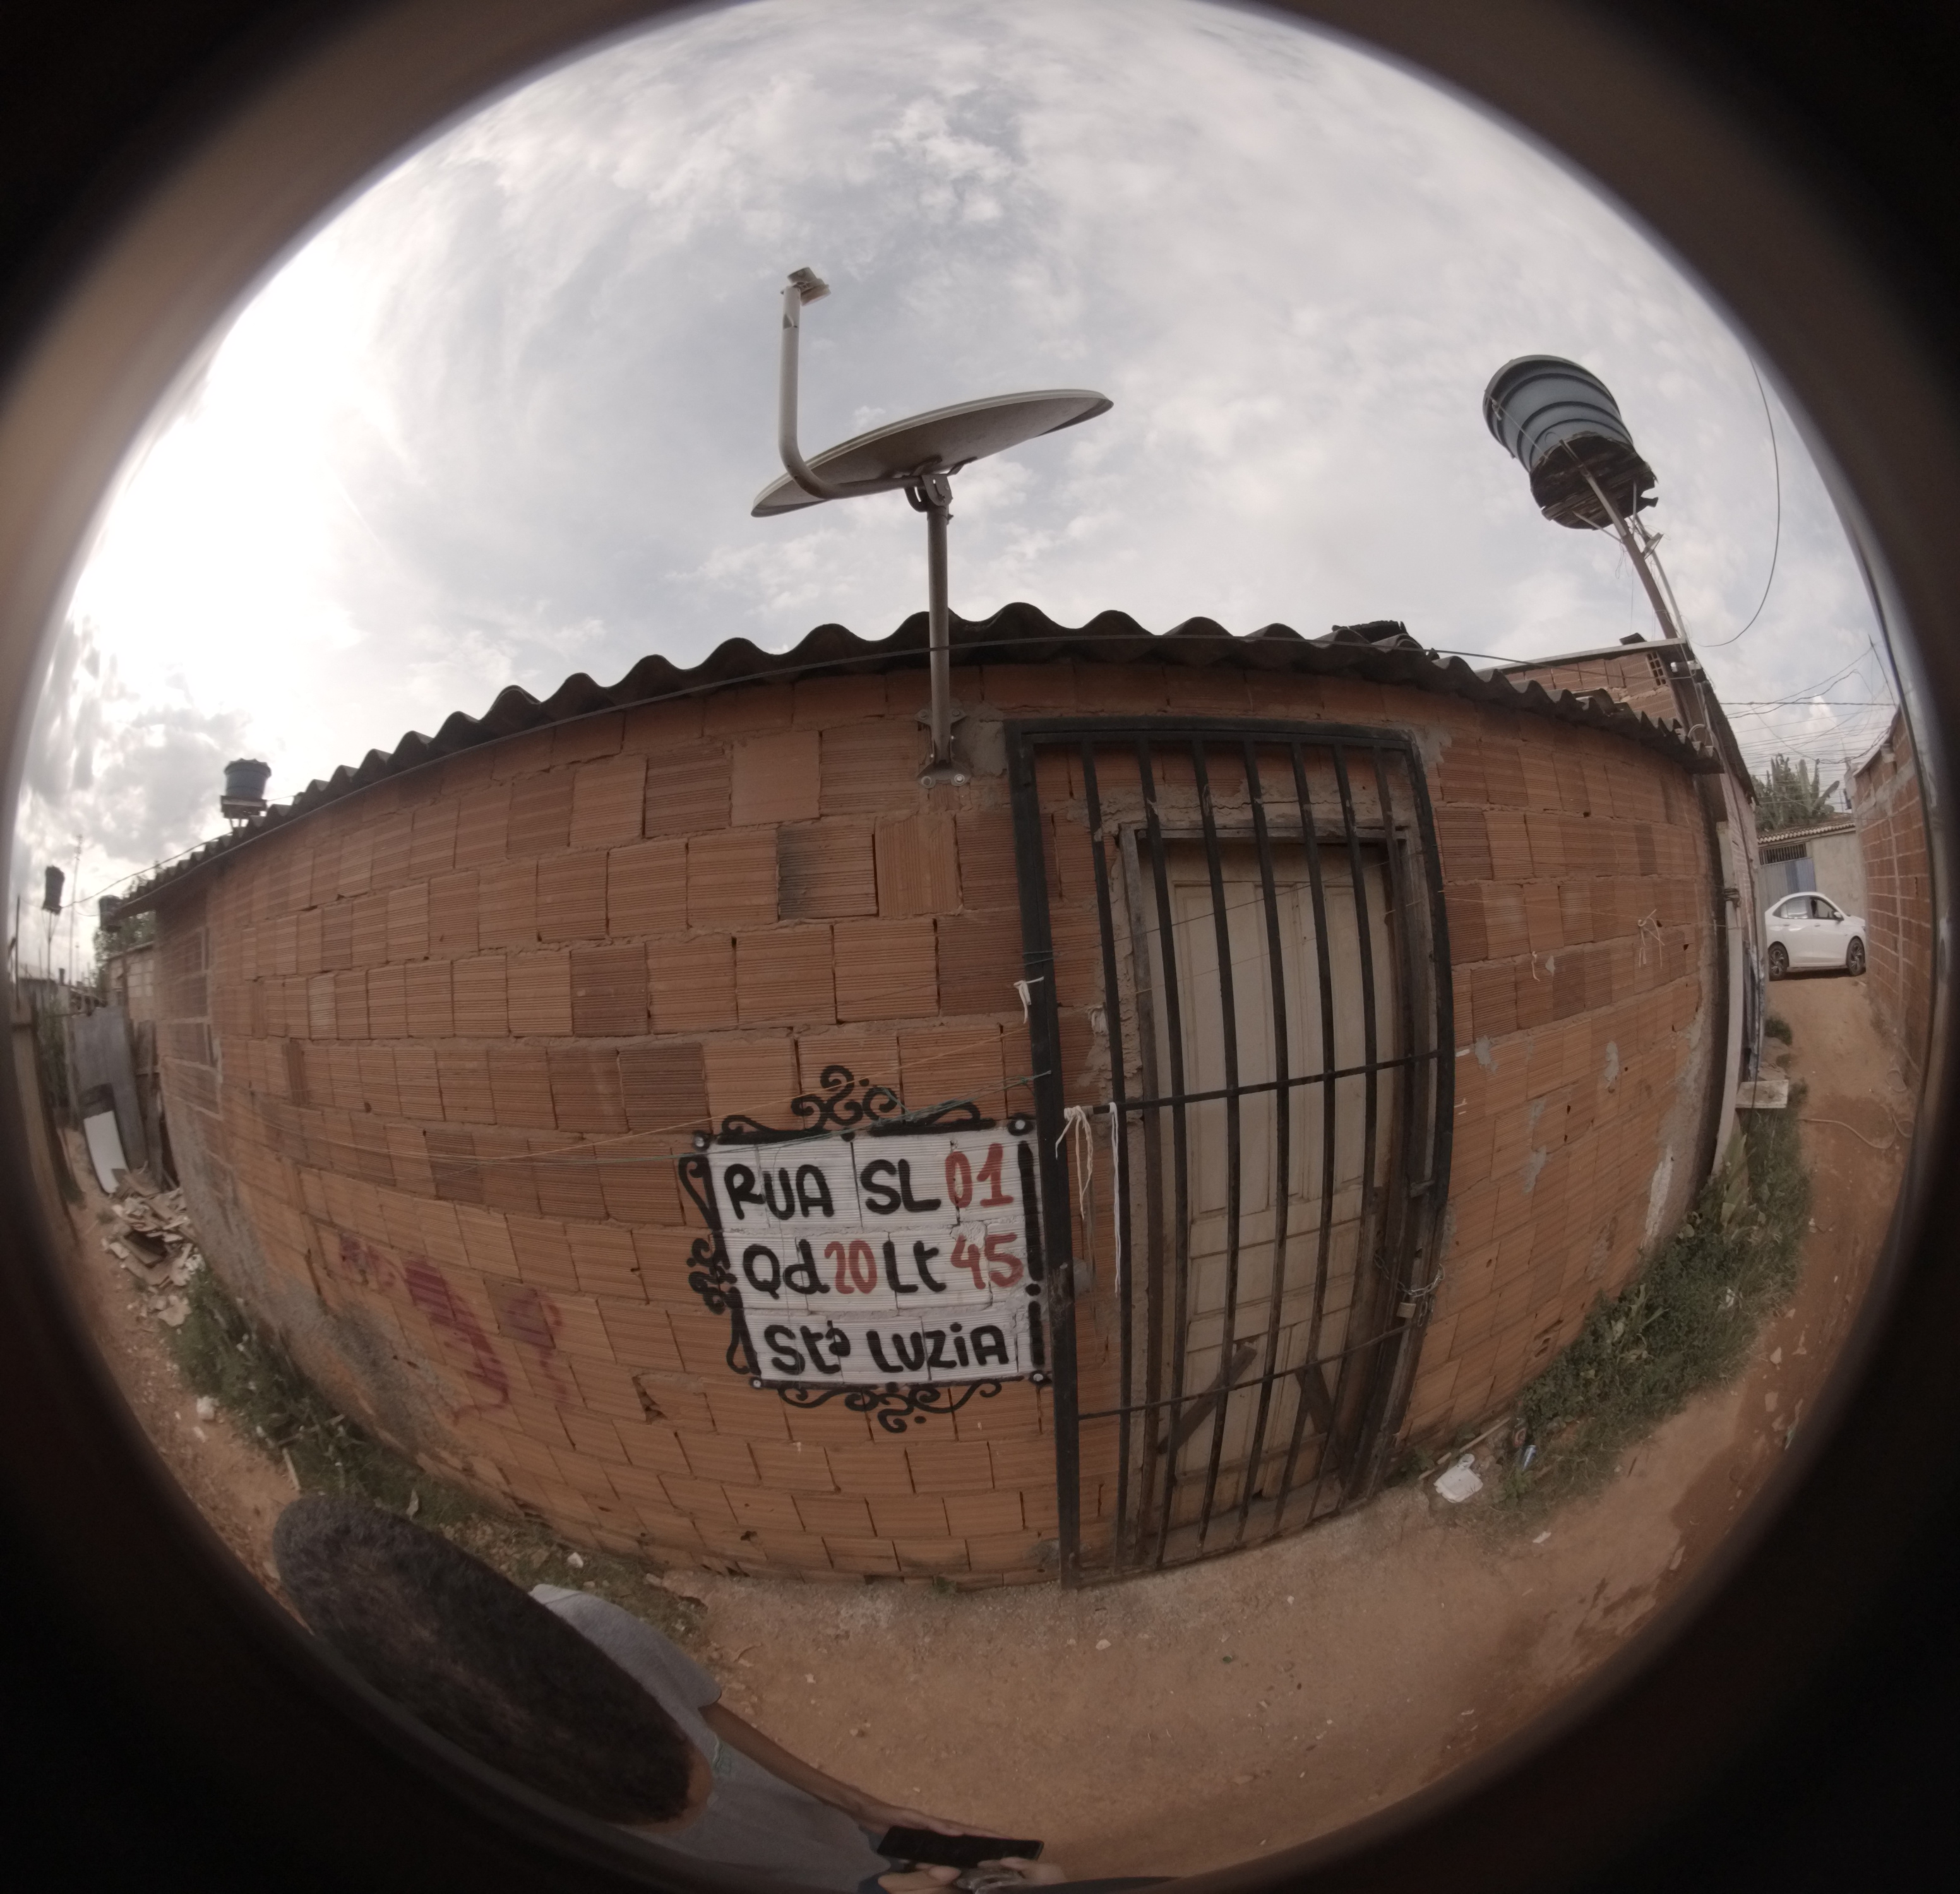 RUA SL 01
Qd 20 Lt 45
Stª LUZiA